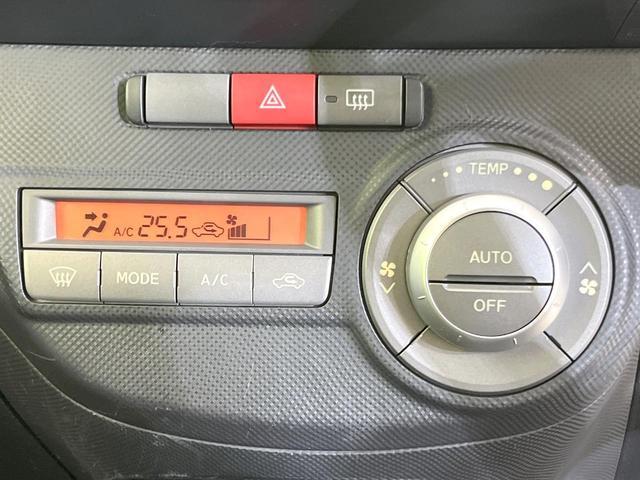 TEMP
A/C 25.5
AUTO
MODE
A/C
OFF